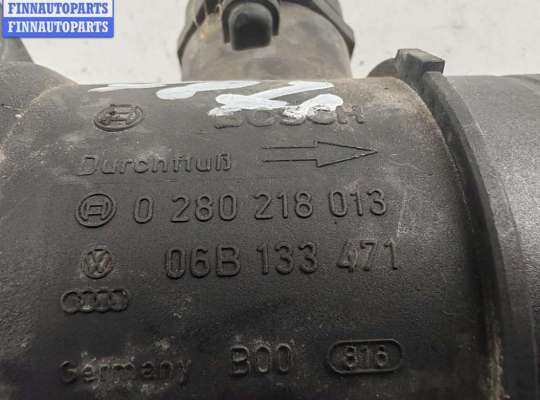 FINNAUTOPARTS
FINNAUTOPARTS
BOSCH
Durchfluß
0 280 218 013
06B 133 471
Germany B00 816